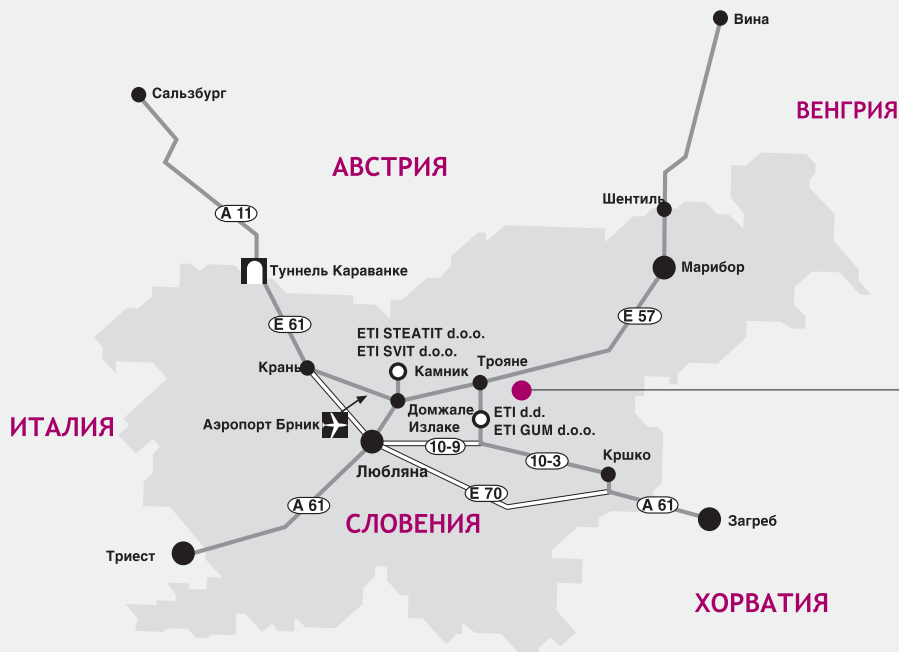 Вина
Сальзбург
ВЕНГРИЯ
АВСТРИЯ
Шентиль
A 11
Туннель Караванке
Марибор
E 61
E 57
ETI STEATIT d.o.o.
ETI SVIT d.o.o.
Трояне
Крань
Камник
Домжале
ETI d.d.
Излаке
ETI GUM d.o.o.
Аэропорт Брник
ИТАЛИЯ
10-9
10-3
Кршко
Любляна
E 70
A 61
A 61
СЛОВЕНИЯ
Загреб
Триест
ХОРВАТИЯ